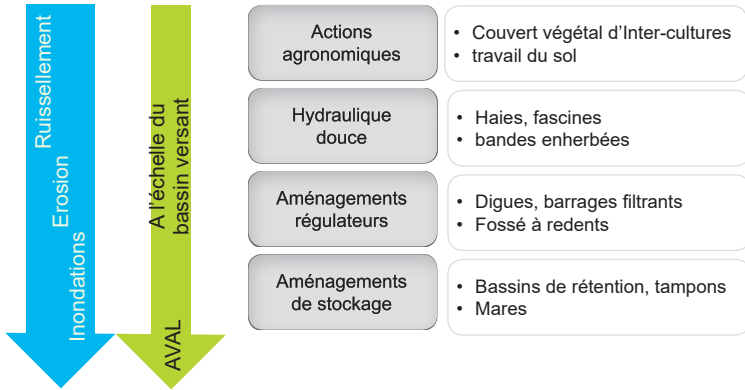 Ruissellement
Erosion
Inondations
A l'échelle du
bassin versant
AVAL
Actions
agronomiques
• Couvert végétal d'Inter-cultures
• travail du sol
Hydraulique
douce
• Haies, fascines
• bandes enherbées
Aménagements
régulateurs
• Digues, barrages filtrants
• Fossé à redents
Aménagements
de stockage
• Bassins de rétention, tampons
• Mares